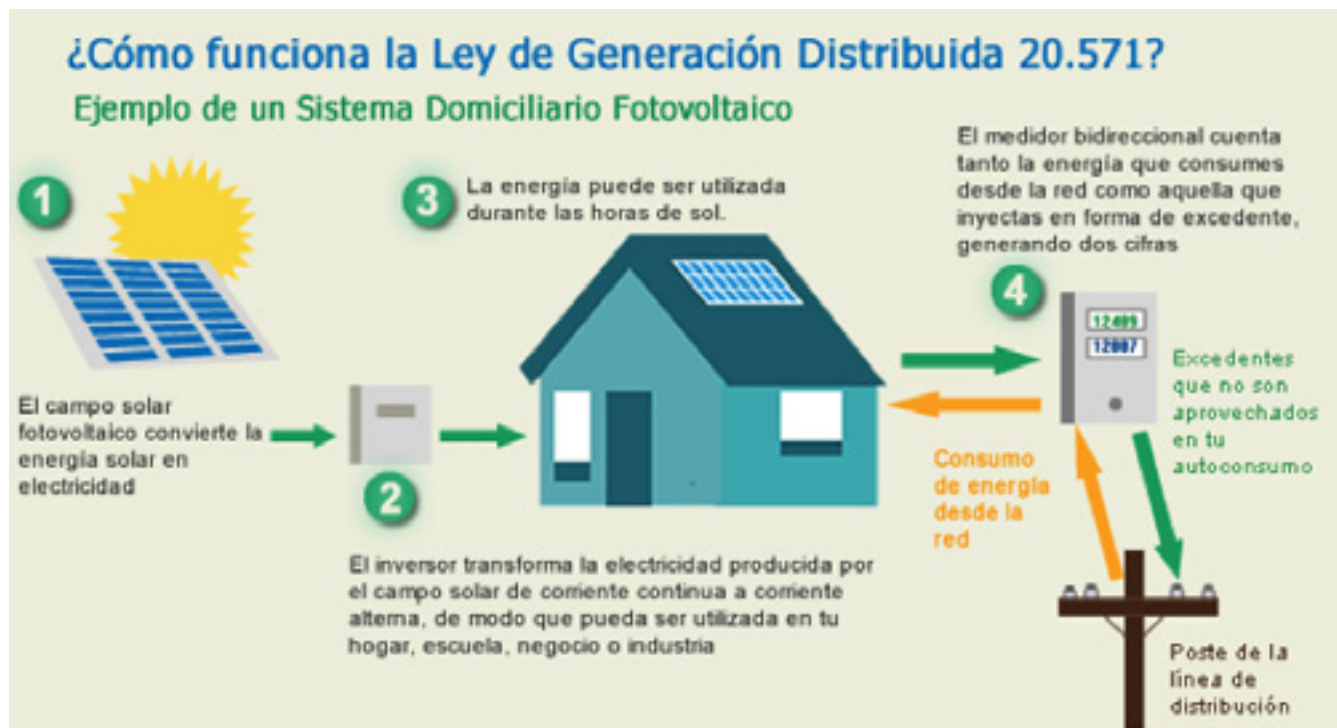 ¿Cómo funciona la Ley de Generación Distribuida 20.571?
Ejemplo de un Sistema Domiciliario Fotovoltaico
1
El campo solar
fotovoltaico convierte la
energía solar en
electricidad
2
El inversor transforma la electricidad producida por
el campo solar de corriente continua a corriente
alterna, de modo que pueda ser utilizada en tu
hogar, escuela, negocio o industria
3
La energía puede ser utilizada
durante las horas de sol.
El medidor bidireccional cuenta
tanto la energía que consumes
desde la red como aquella que
inyectas en forma de excedente,
generando dos cifras
4
12489
12887
Excedentes
que no son
aprovechados
en tu
autoconsumo
Consumo
de energía
desde la
red
Poste de la
línea de
distribución